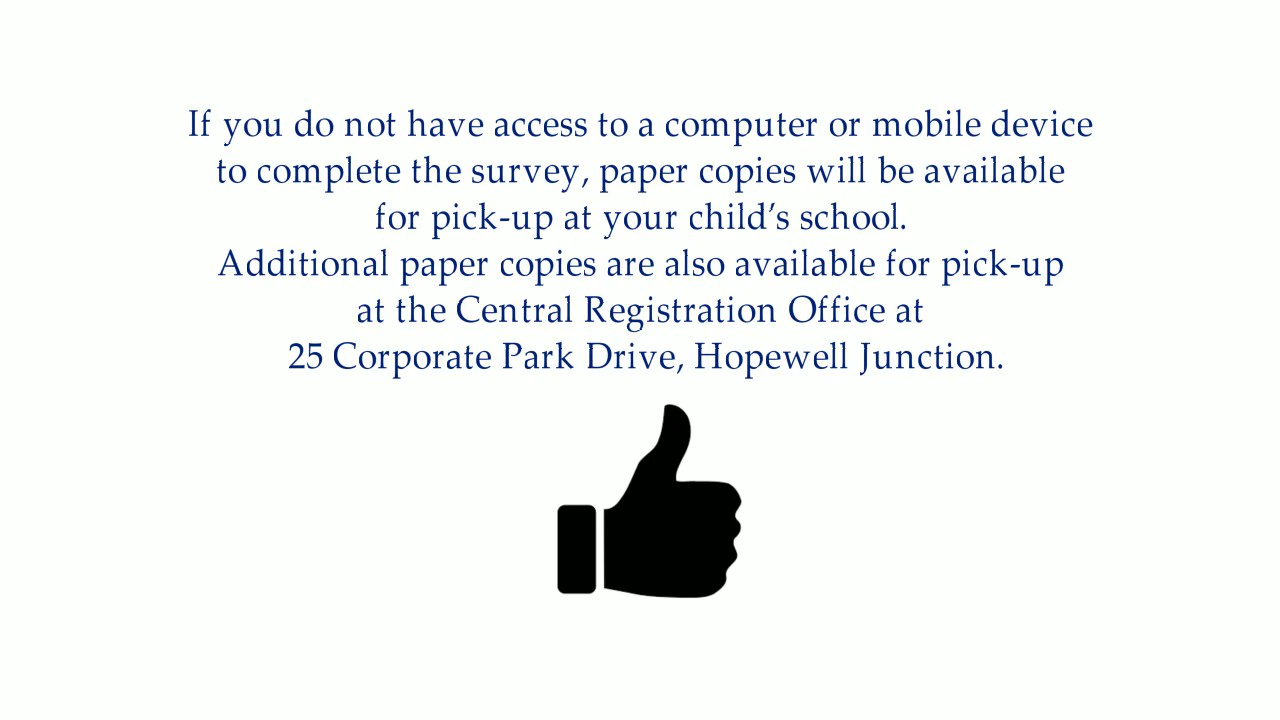 If you do not have access to a computer or mobile device
to complete the survey, paper copies will be available
for pick-up at your child’s school.
Additional paper copies are also available for pick-up
at the Central Registration Office at
25 Corporate Park Drive, Hopewell Junction.